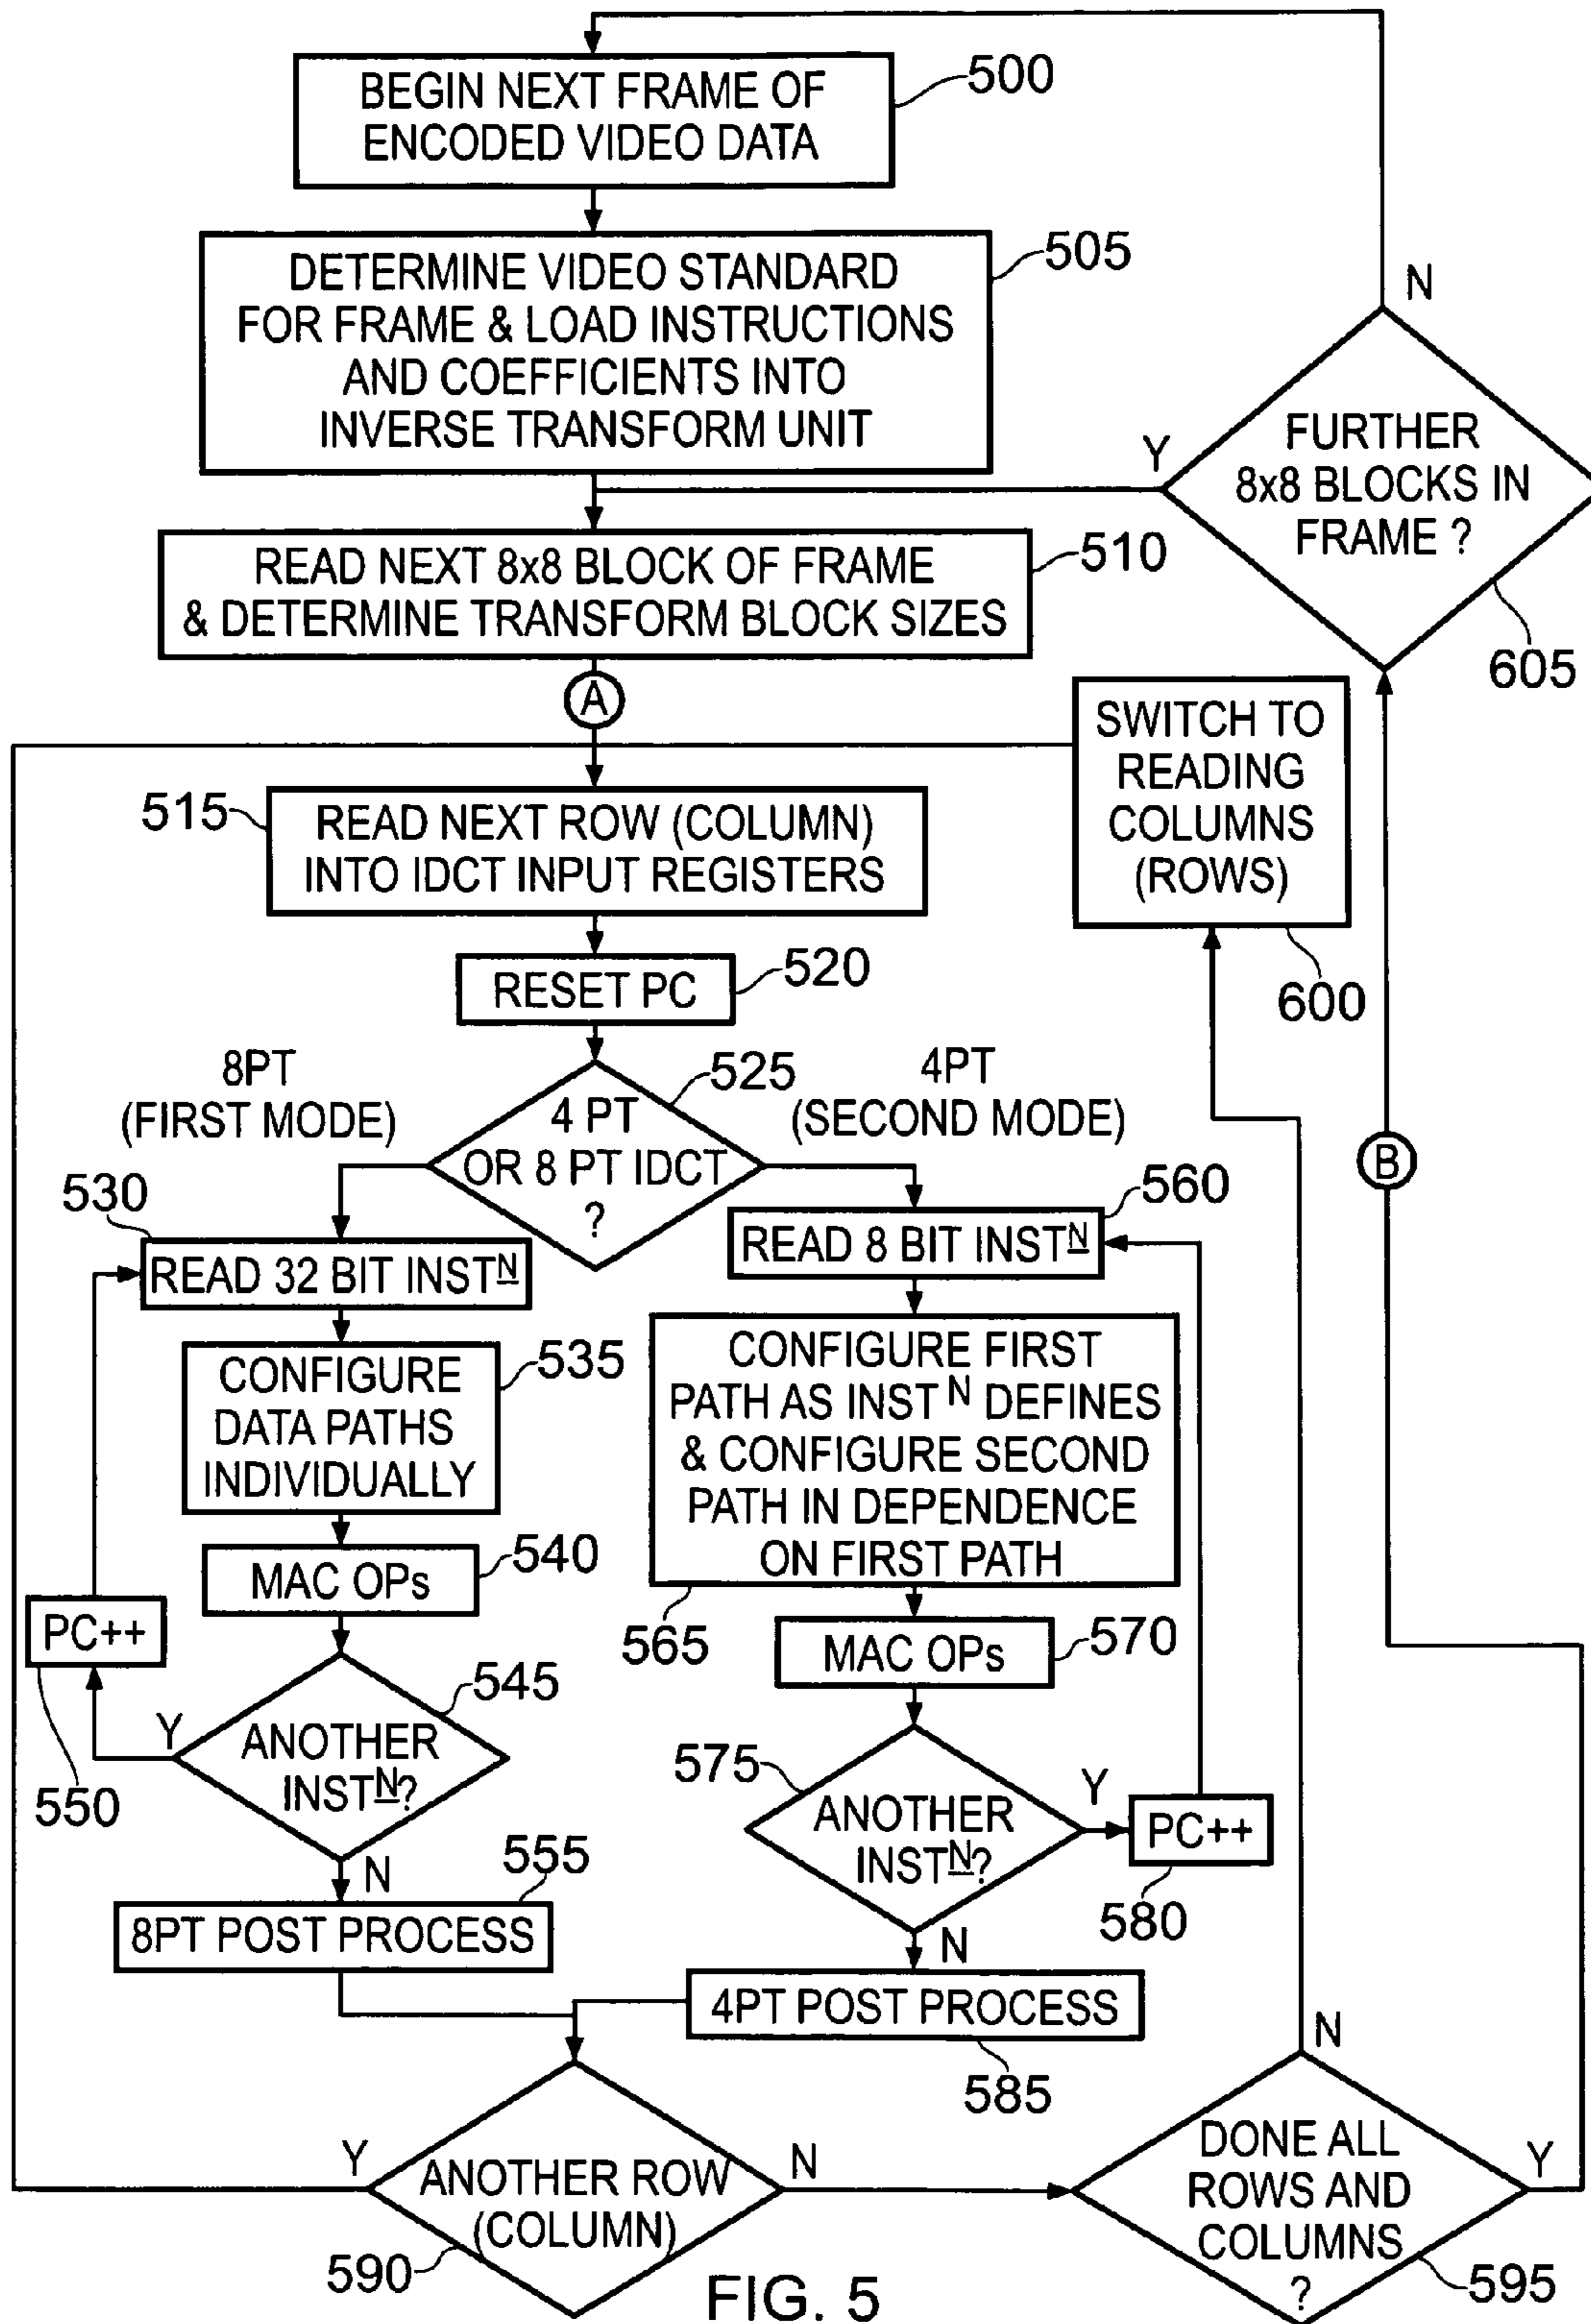 BEGIN NEXT FRAME OF
ENCODED VIDEO DATA
500
DETERMINE VIDEO STANDARD
FOR FRAME & LOAD INSTRUCTIONS
AND COEFFICIENTS INTO
INVERSE TRANSFORM UNIT
505
N
FURTHER
8x8 BLOCKS IN
FRAME ?
Y
605
READ NEXT 8x8 BLOCK OF FRAME
& DETERMINE TRANSFORM BLOCK SIZES
510
A
SWITCH TO
READING
COLUMNS
(ROWS)
600
515
READ NEXT ROW (COLUMN)
INTO IDCT INPUT REGISTERS
RESET PC
520
8PT
(FIRST MODE)
525
4PT
(SECOND MODE)
4 PT
OR 8 PT IDCT
?
B
530
READ 32 BIT INSTN
560
READ 8 BIT INSTN
CONFIGURE
DATA PATHS
INDIVIDUALLY
535
CONFIGURE FIRST
PATH AS INST N DEFINES
& CONFIGURE SECOND
PATH IN DEPENDENCE
ON FIRST PATH
565
MAC OPs
540
MAC OPs
570
PC++
550
545
Y
ANOTHER
INSTN?
N
575
ANOTHER
INSTN?
Y
PC++
580
N
555
8PT POST PROCESS
4PT POST PROCESS
585
Y
ANOTHER ROW
(COLUMN)
N
590
N
DONE ALL
ROWS AND
COLUMNS
?
Y
595
FIG. 5